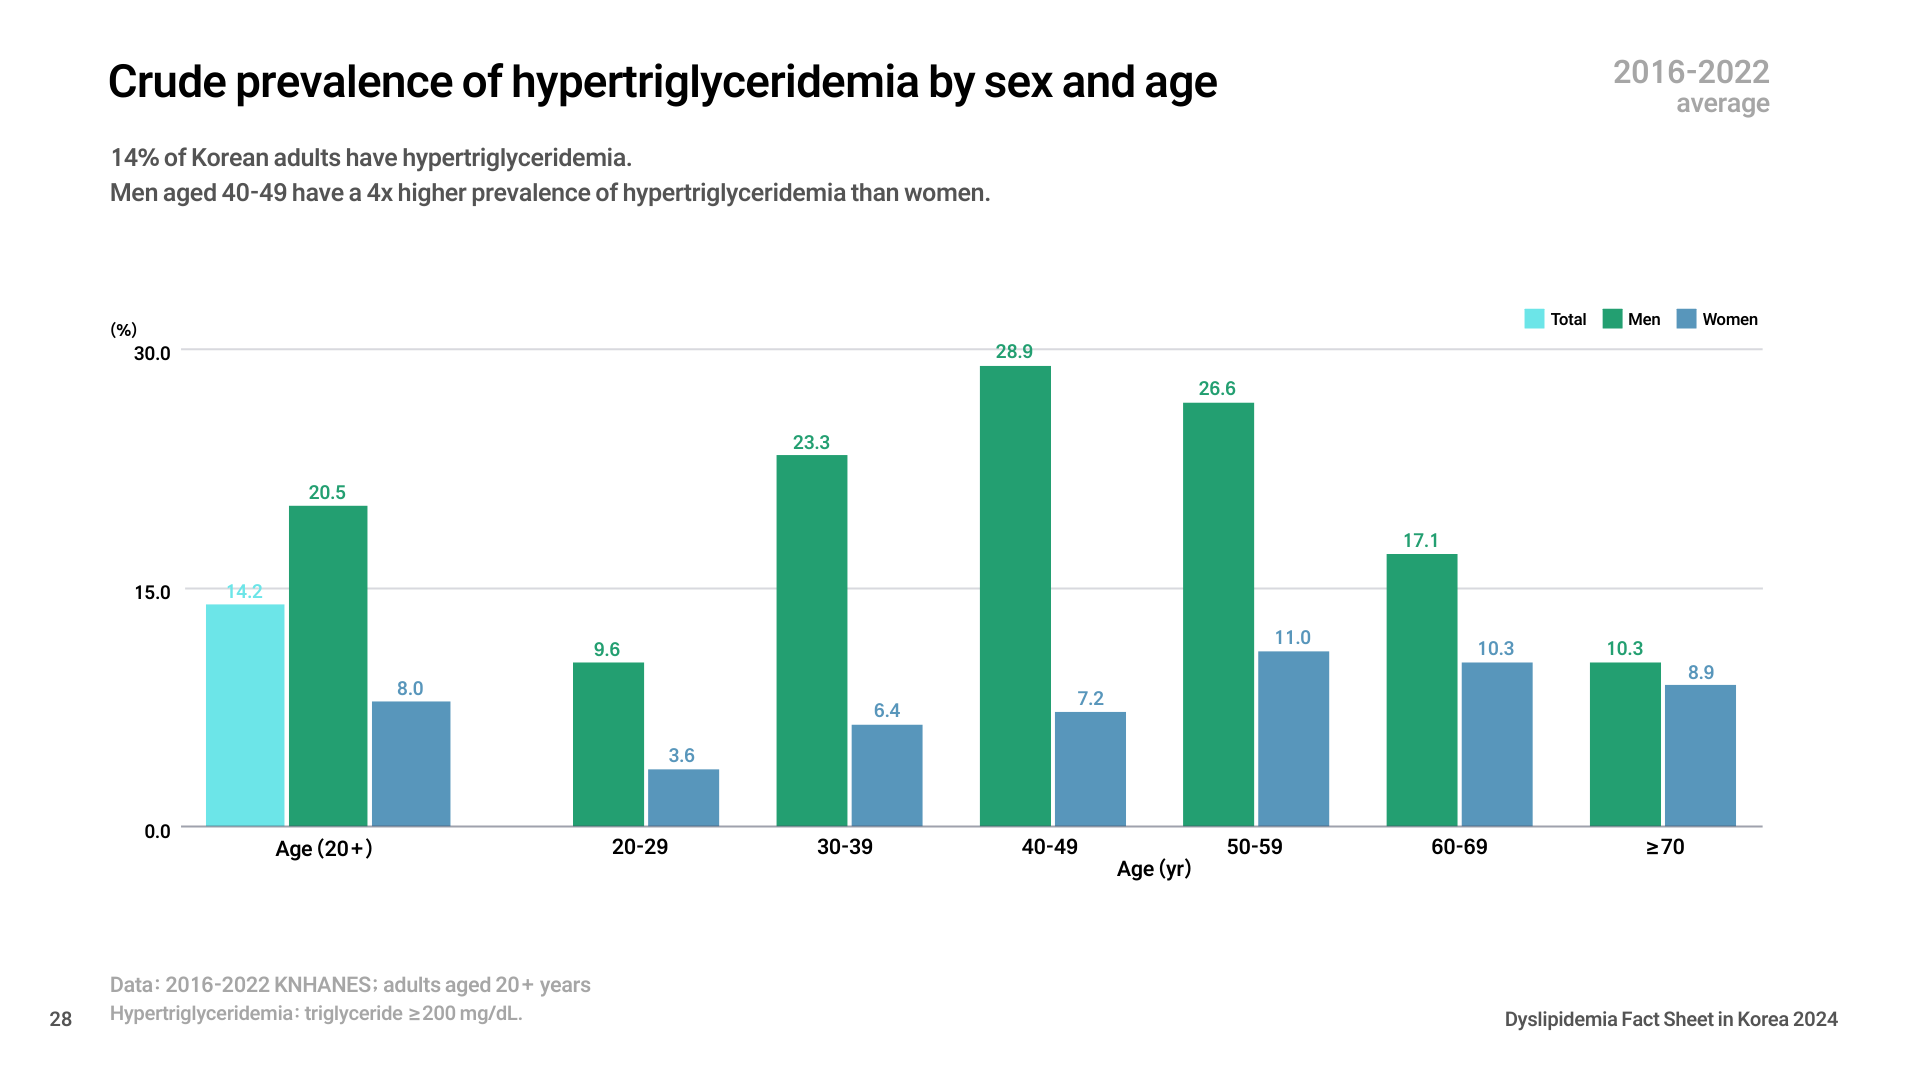 Crude prevalence of hypertriglyceridemia by sex and age
2016-2022
average
14% of Korean adults have hypertriglyceridemia.
Men aged 40-49 have a 4x higher prevalence of hypertriglyceridemia than women.
Total Men Women
(%)
30.0
15.0
0.0
14.2 20.5 8.0
9.6 3.6
23.3 6.4
28.9 7.2
26.6 11.0
17.1 10.3
10.3 8.9
Age (20+) 20-29 30-39 40-49 50-59 60-69 ≥70
Age (yr)
Data: 2016-2022 KNHANES; adults aged 20+ years
Hypertriglyceridemia: triglyceride ≥200 mg/dL.
28
Dyslipidemia Fact Sheet in Korea 2024